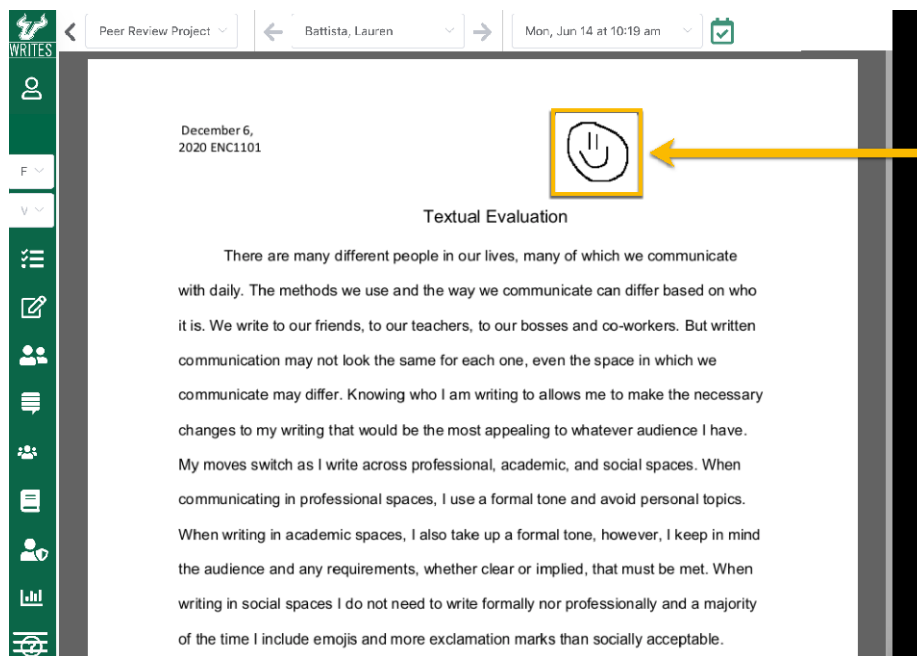 WRITES
Peer Review Project
Battista, Lauren
Mon, Jun 14 at 10:19 am
F
V
December 6,
2020 ENC1101
Textual Evaluation
There are many different people in our lives, many of which we communicate
with daily. The methods we use and the way we communicate can differ based on who
it is. We write to our friends, to our teachers, to our bosses and co-workers. But written
communication may not look the same for each one, even the space in which we
communicate may differ. Knowing who I am writing to allows me to make the necessary
changes to my writing that would be the most appealing to whatever audience I have.
My moves switch as I write across professional, academic, and social spaces. When
communicating in professional spaces, I use a formal tone and avoid personal topics.
When writing in academic spaces, I also take up a formal tone, however, I keep in mind
the audience and any requirements, whether clear or implied, that must be met. When
writing in social spaces I do not need to write formally nor professionally and a majority
of the time I include emojis and more exclamation marks than socially acceptable.